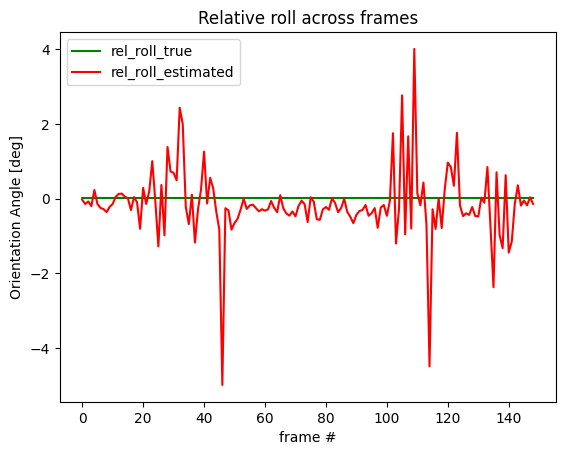 Relative roll across frames
rel_roll_true
rel_roll_estimated
Orientation Angle [deg]
4
2
0
−2
−4
0 20 40 60 80 100 120 140
frame #